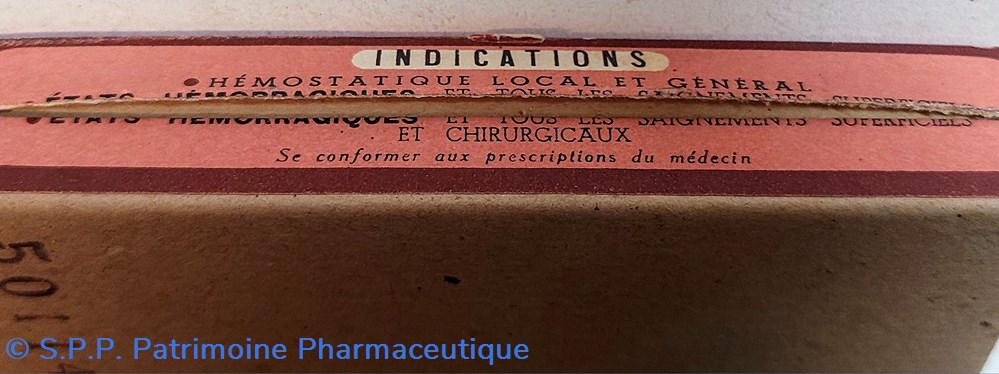 INDICATIONS
• HÉMOSTATIQUE LOCAL ET GÉNÉRAL
• ÉTATS HÉMORRAGIQUES ET TOUS LES SAIGNEMENTS SUPERFICIELS
ET CHIRURGICAUX
Se conformer aux prescriptions du médecin
© S.P.P. Patrimoine Pharmaceutique